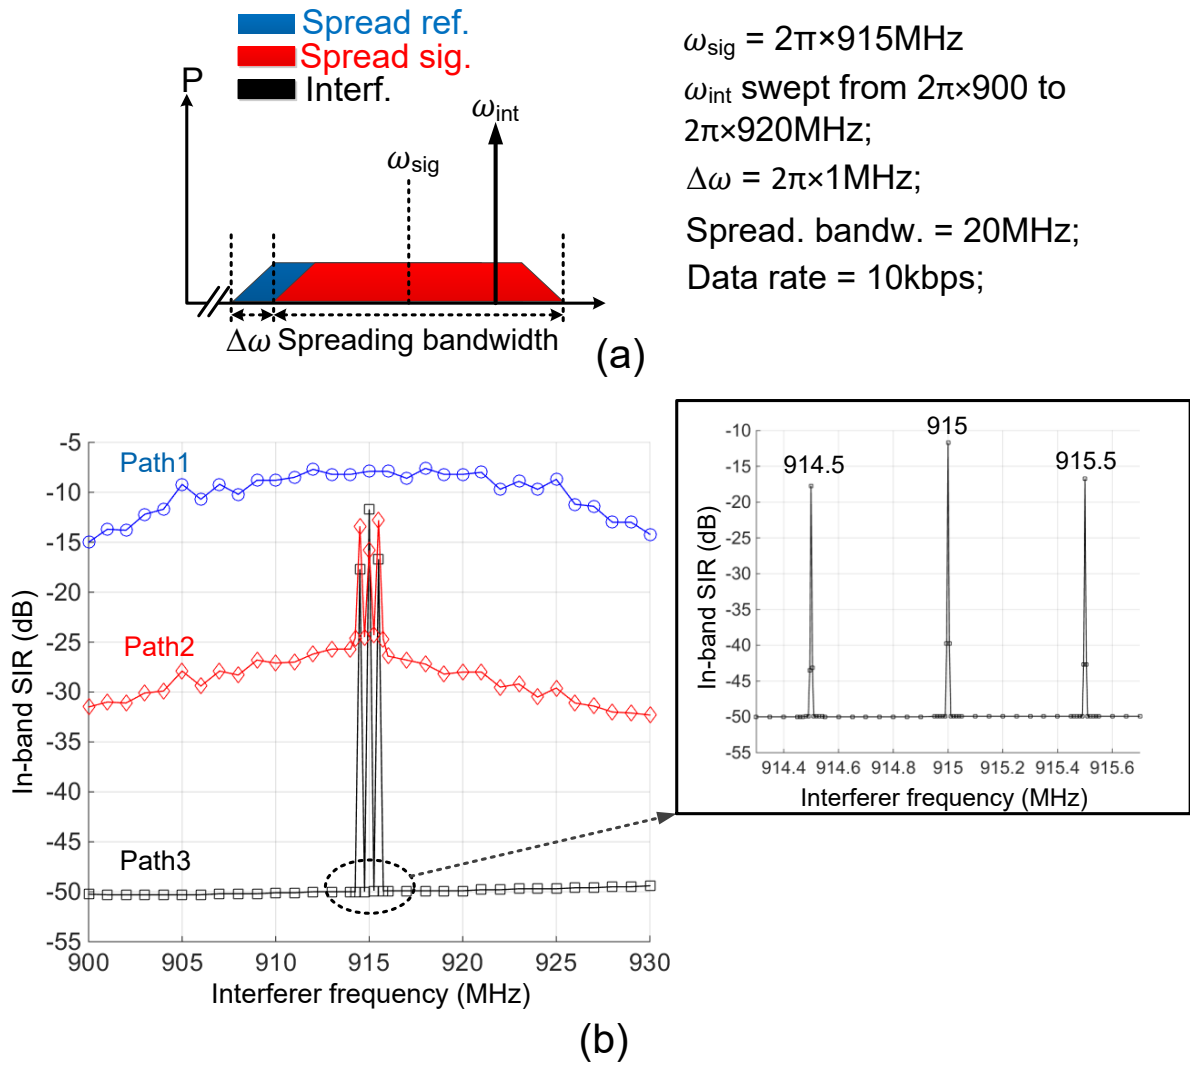 Spread ref.
Spread sig.
Interf.
P
ω_int
ω_sig
Δω Spreading bandwidth
(a)
ω_sig = 2π×915MHz
ω_int swept from 2π×900 to
2π×920MHz;
Δω = 2π×1MHz;
Spread. bandw. = 20MHz;
Data rate = 10kbps;
In-band SIR (dB)
-5
-10
-15
-20
-25
-30
-35
-40
-45
-50
-55
Path1
Path2
Path3
900 905 910 915 920 925 930
Interferer frequency (MHz)
In-band SIR (dB)
-10
-15
-20
-25
-30
-35
-40
-45
-50
-55
914.5
915
915.5
914.4 914.6 914.8 915 915.2 915.4 915.6
Interferer frequency (MHz)
(b)